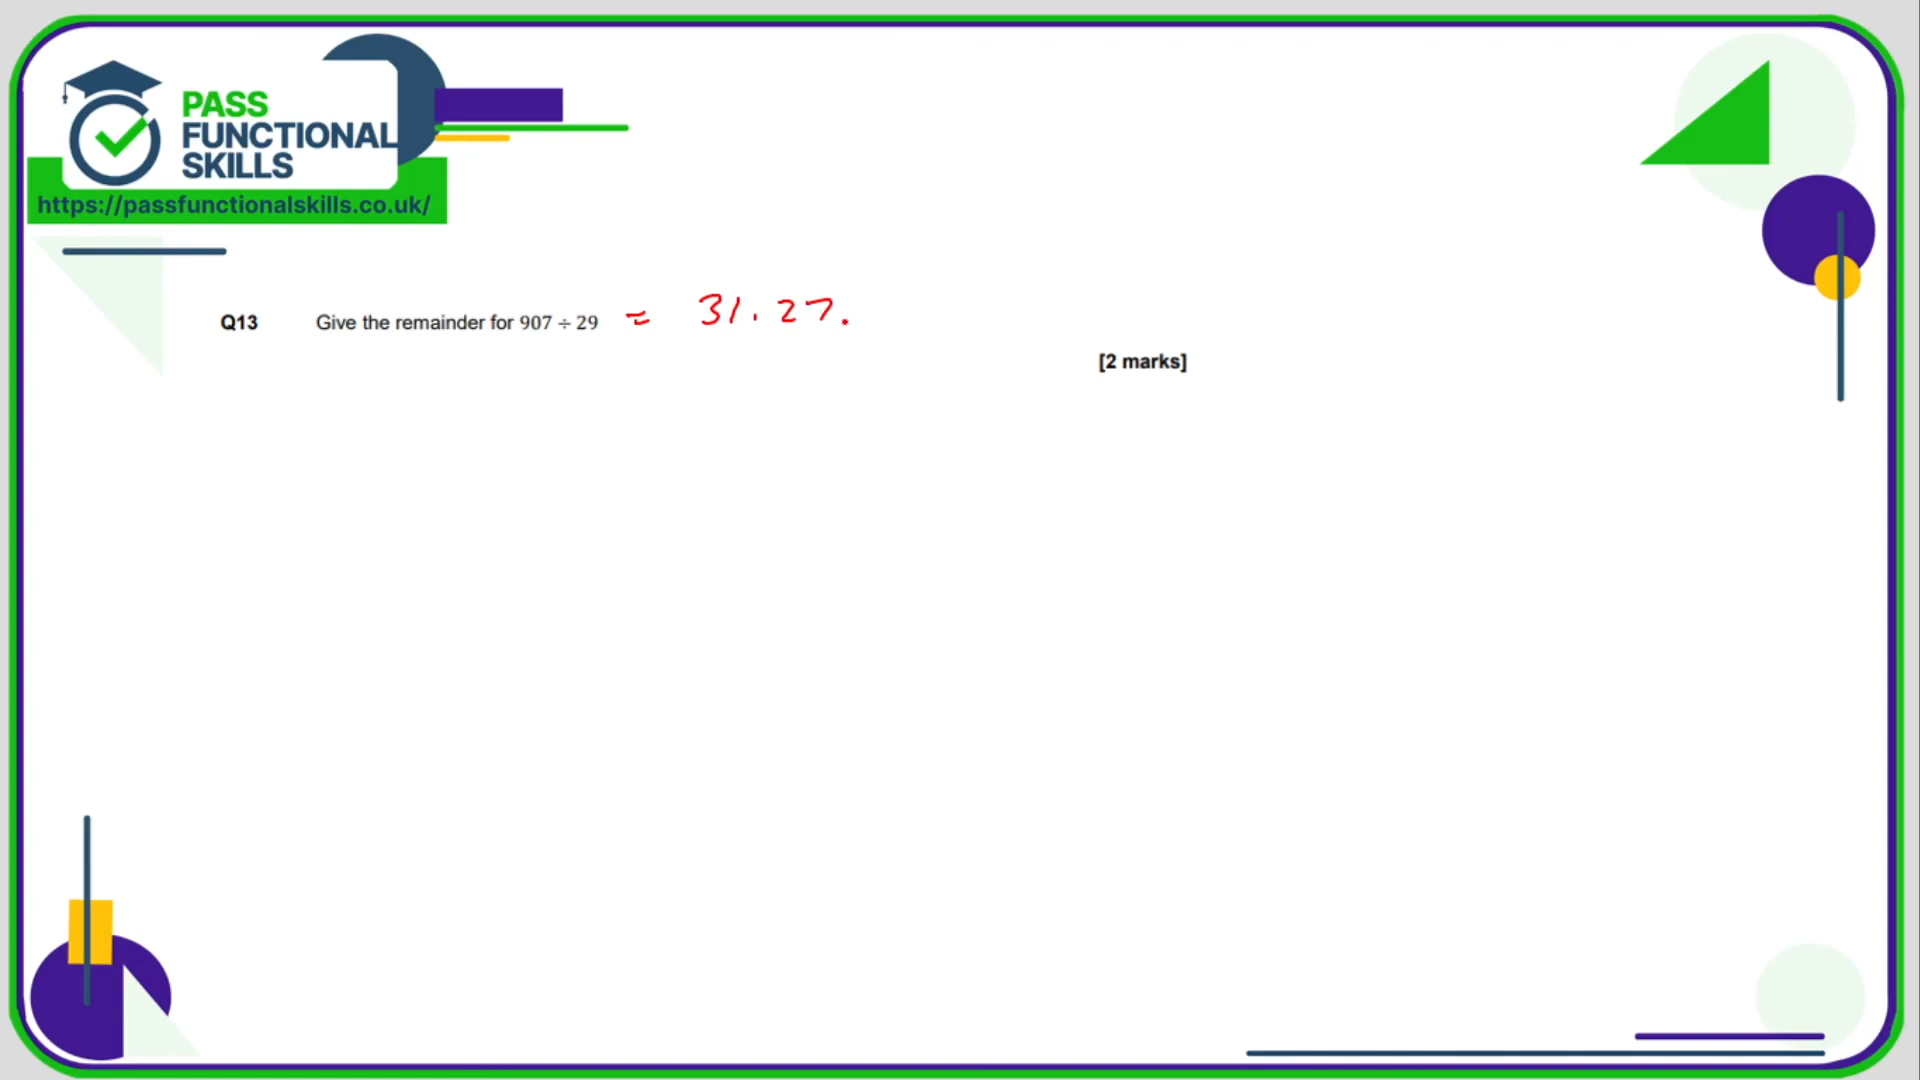 PASS
FUNCTIONAL
SKILLS
https://passfunctionalskills.co.uk/
Q13 Give the remainder for 907 ÷ 29 = 31.27.
[2 marks]